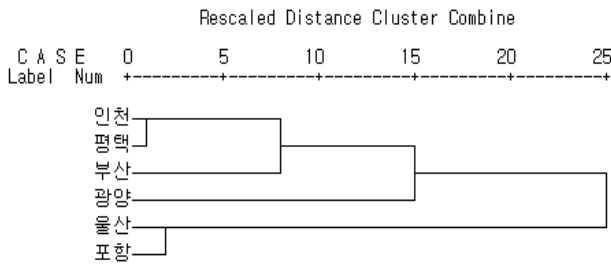 Rescaled Distance Cluster Combine
C A S E 0 5 10 15 20 25
Label Num +---------+---------+---------+---------+---------+
인천
평택
부산
광양
울산
포항